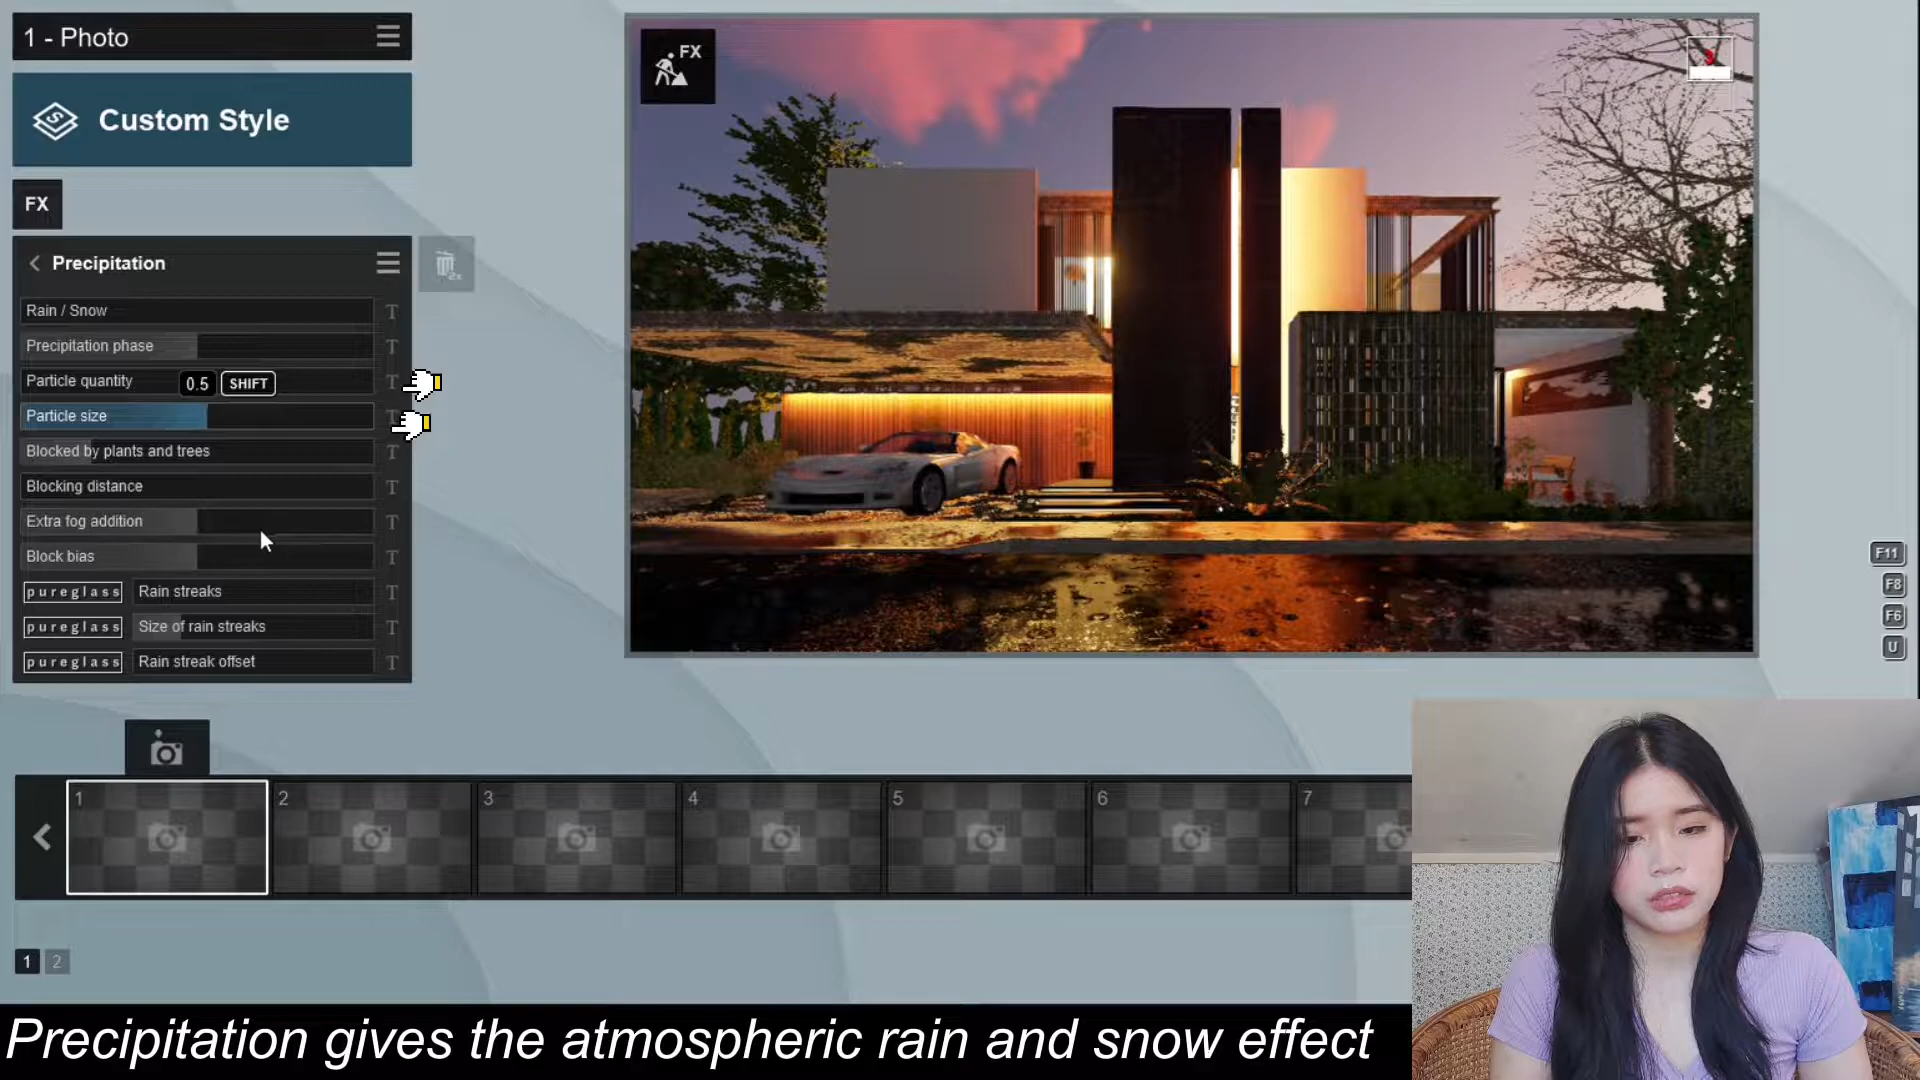 1 - Photo
Custom Style
FX
Precipitation
2x
Rain / Snow
T
Precipitation phase
T
Particle quantity
0.5
SHIFT
T
Particle size
T
Blocked by plants and trees
T
Blocking distance
T
Extra fog addition
T
Block bias
T
pureglass
Rain streaks
T
pureglass
Size of rain streaks
T
pureglass
Rain streak offset
T
FX
F11
F8
F6
U
1
2
3
4
5
6
7
1
2
Precipitation gives the atmospheric rain and snow effect